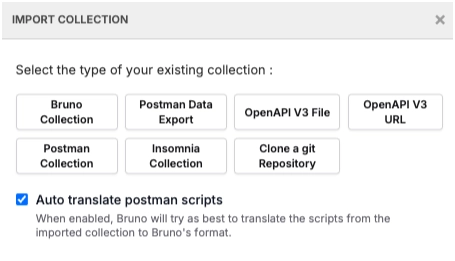 IMPORT COLLECTION
Select the type of your existing collection :
Bruno
Collection
Postman Data
Export
OpenAPI V3 File
OpenAPI V3
URL
Postman
Collection
Insomnia
Collection
Clone a git
Repository
Auto translate postman scripts
When enabled, Bruno will try as best to translate the scripts from the
imported collection to Bruno's format.